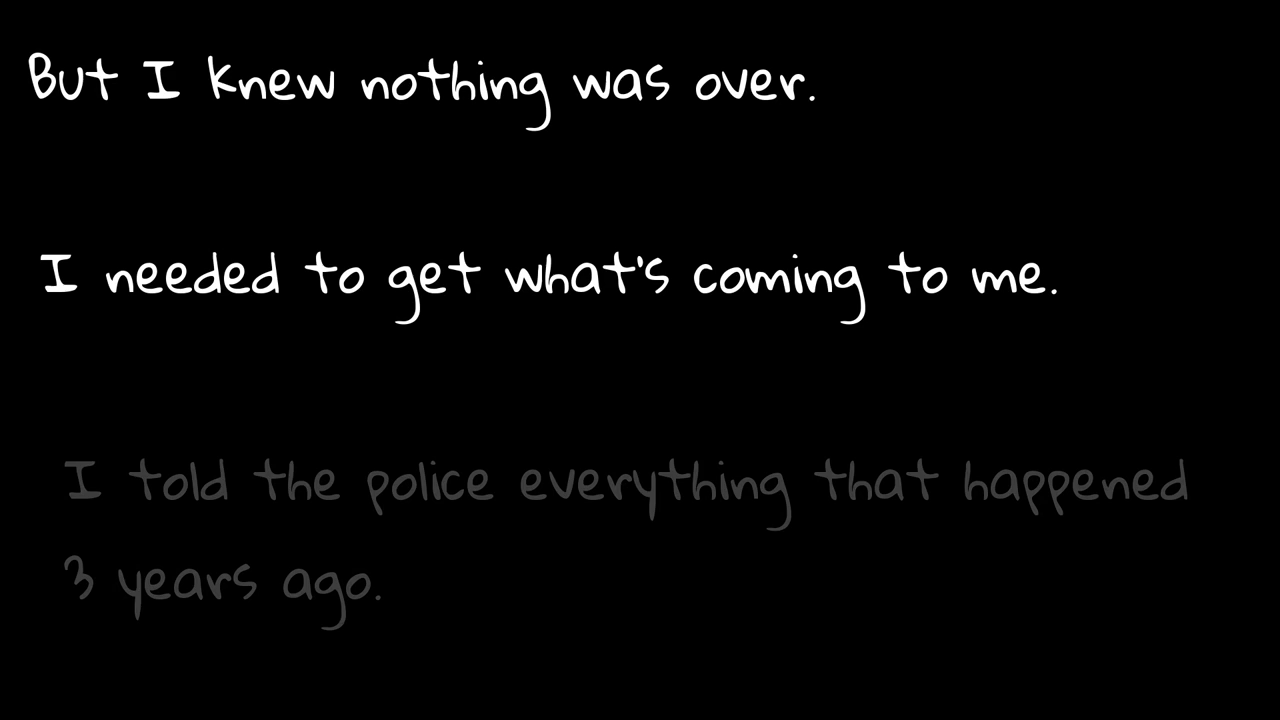 But I knew nothing was over.
I needed to get what's coming to me.
I told the police everything that happened
3 years ago.